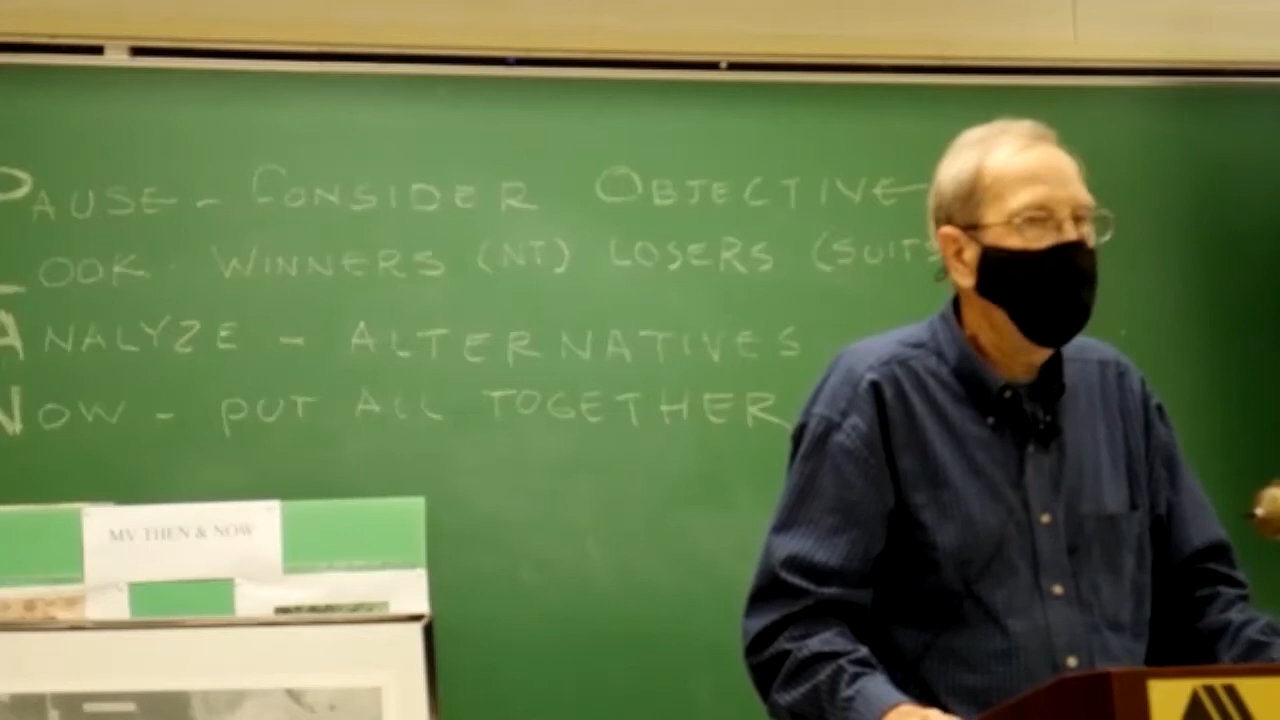 PAUSE - CONSIDER OBJECTIVE
LOOK WINNERS (NT) LOSERS (SUITS
ANALYZE - ALTERNATIVES
NOW - PUT ALL TOGETHER
MV THEN & NOW